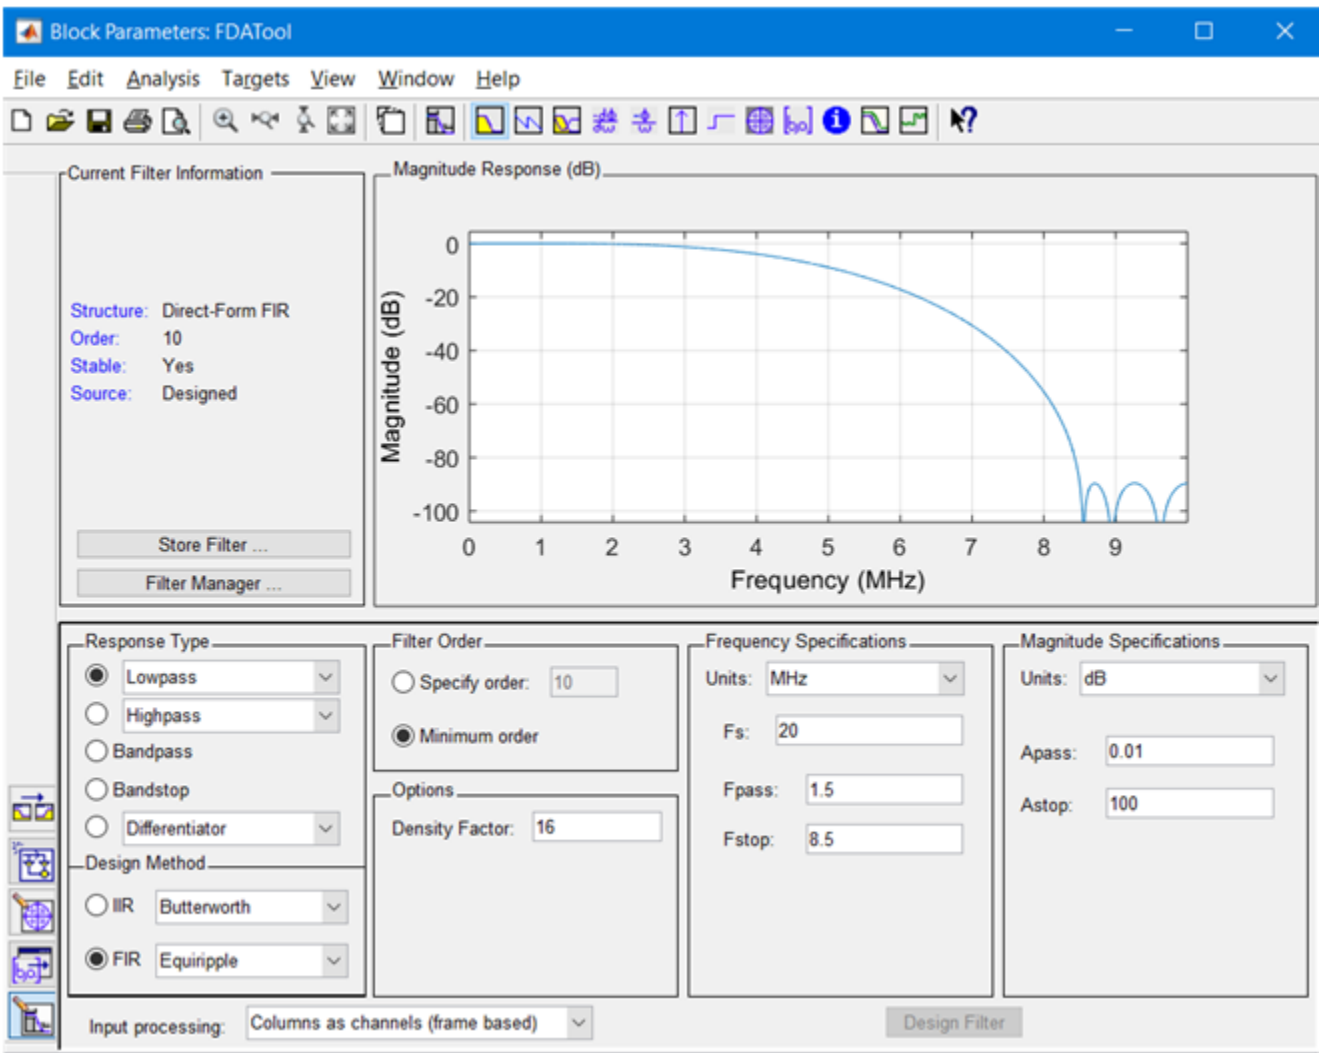 Block Parameters: FDATool
File Edit Analysis Targets View Window Help
Current Filter Information
Structure: Direct-Form FIR
Order: 10
Stable: Yes
Source: Designed
Store Filter ...
Filter Manager ...
Magnitude Response (dB)
Magnitude (dB)
0
-20
-40
-60
-80
-100
0 1 2 3 4 5 6 7 8 9
Frequency (MHz)
Response Type
Lowpass
Highpass
Bandpass
Bandstop
Differentiator
Design Method
IIR Butterworth
FIR Equiripple
Filter Order
Specify order: 10
Minimum order
Options
Density Factor: 16
Frequency Specifications
Units: MHz
Fs: 20
Fpass: 1.5
Fstop: 8.5
Magnitude Specifications
Units: dB
Apass: 0.01
Astop: 100
Input processing: Columns as channels (frame based)
Design Filter